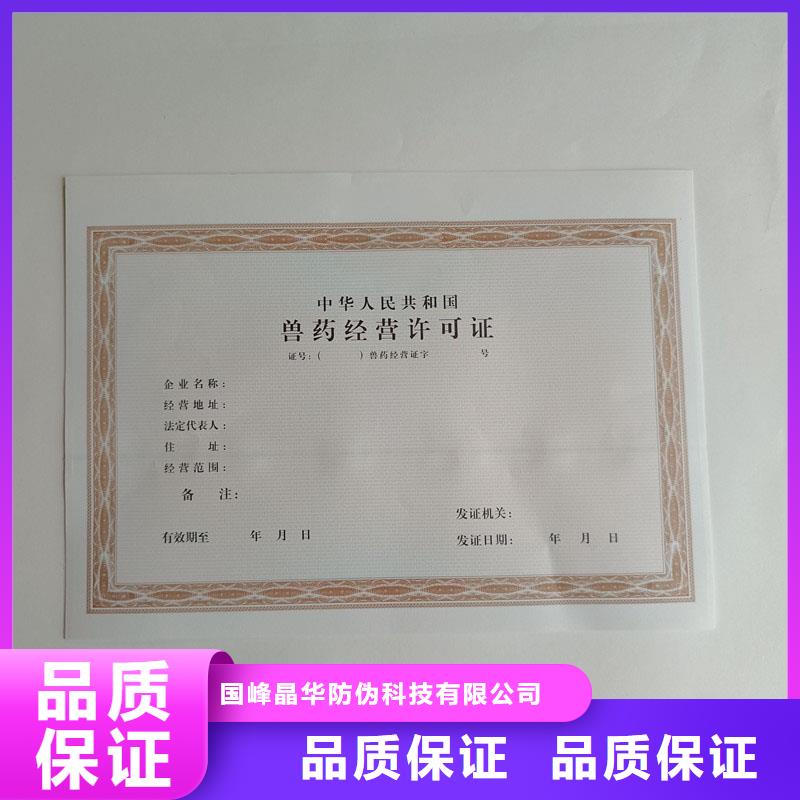 中华人民共和国
兽药经营许可证
证号：（ ）兽药经营证字 号
企业名称：
经营地址：
法定代表人：
住 址：
经营范围：
备 注：
发证机关：
有效期至 年 月 日
发证日期： 年 月 日
品质
保证
国峰晶华防伪科技有限公司
品质保证 品质保证